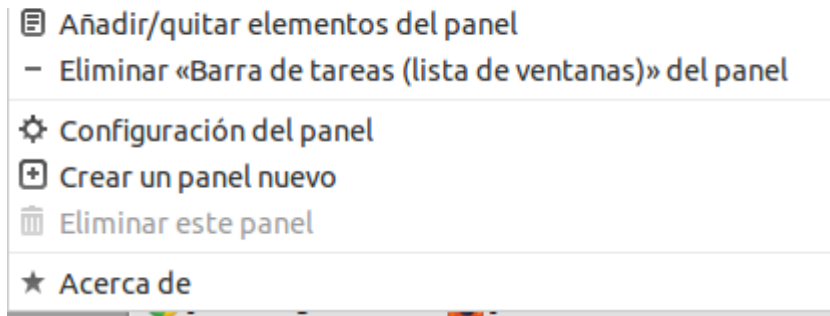 Añadir/quitar elementos del panel
Eliminar «Barra de tareas (lista de ventanas)» del panel
Configuración del panel
Crear un panel nuevo
Eliminar este panel
Acerca de